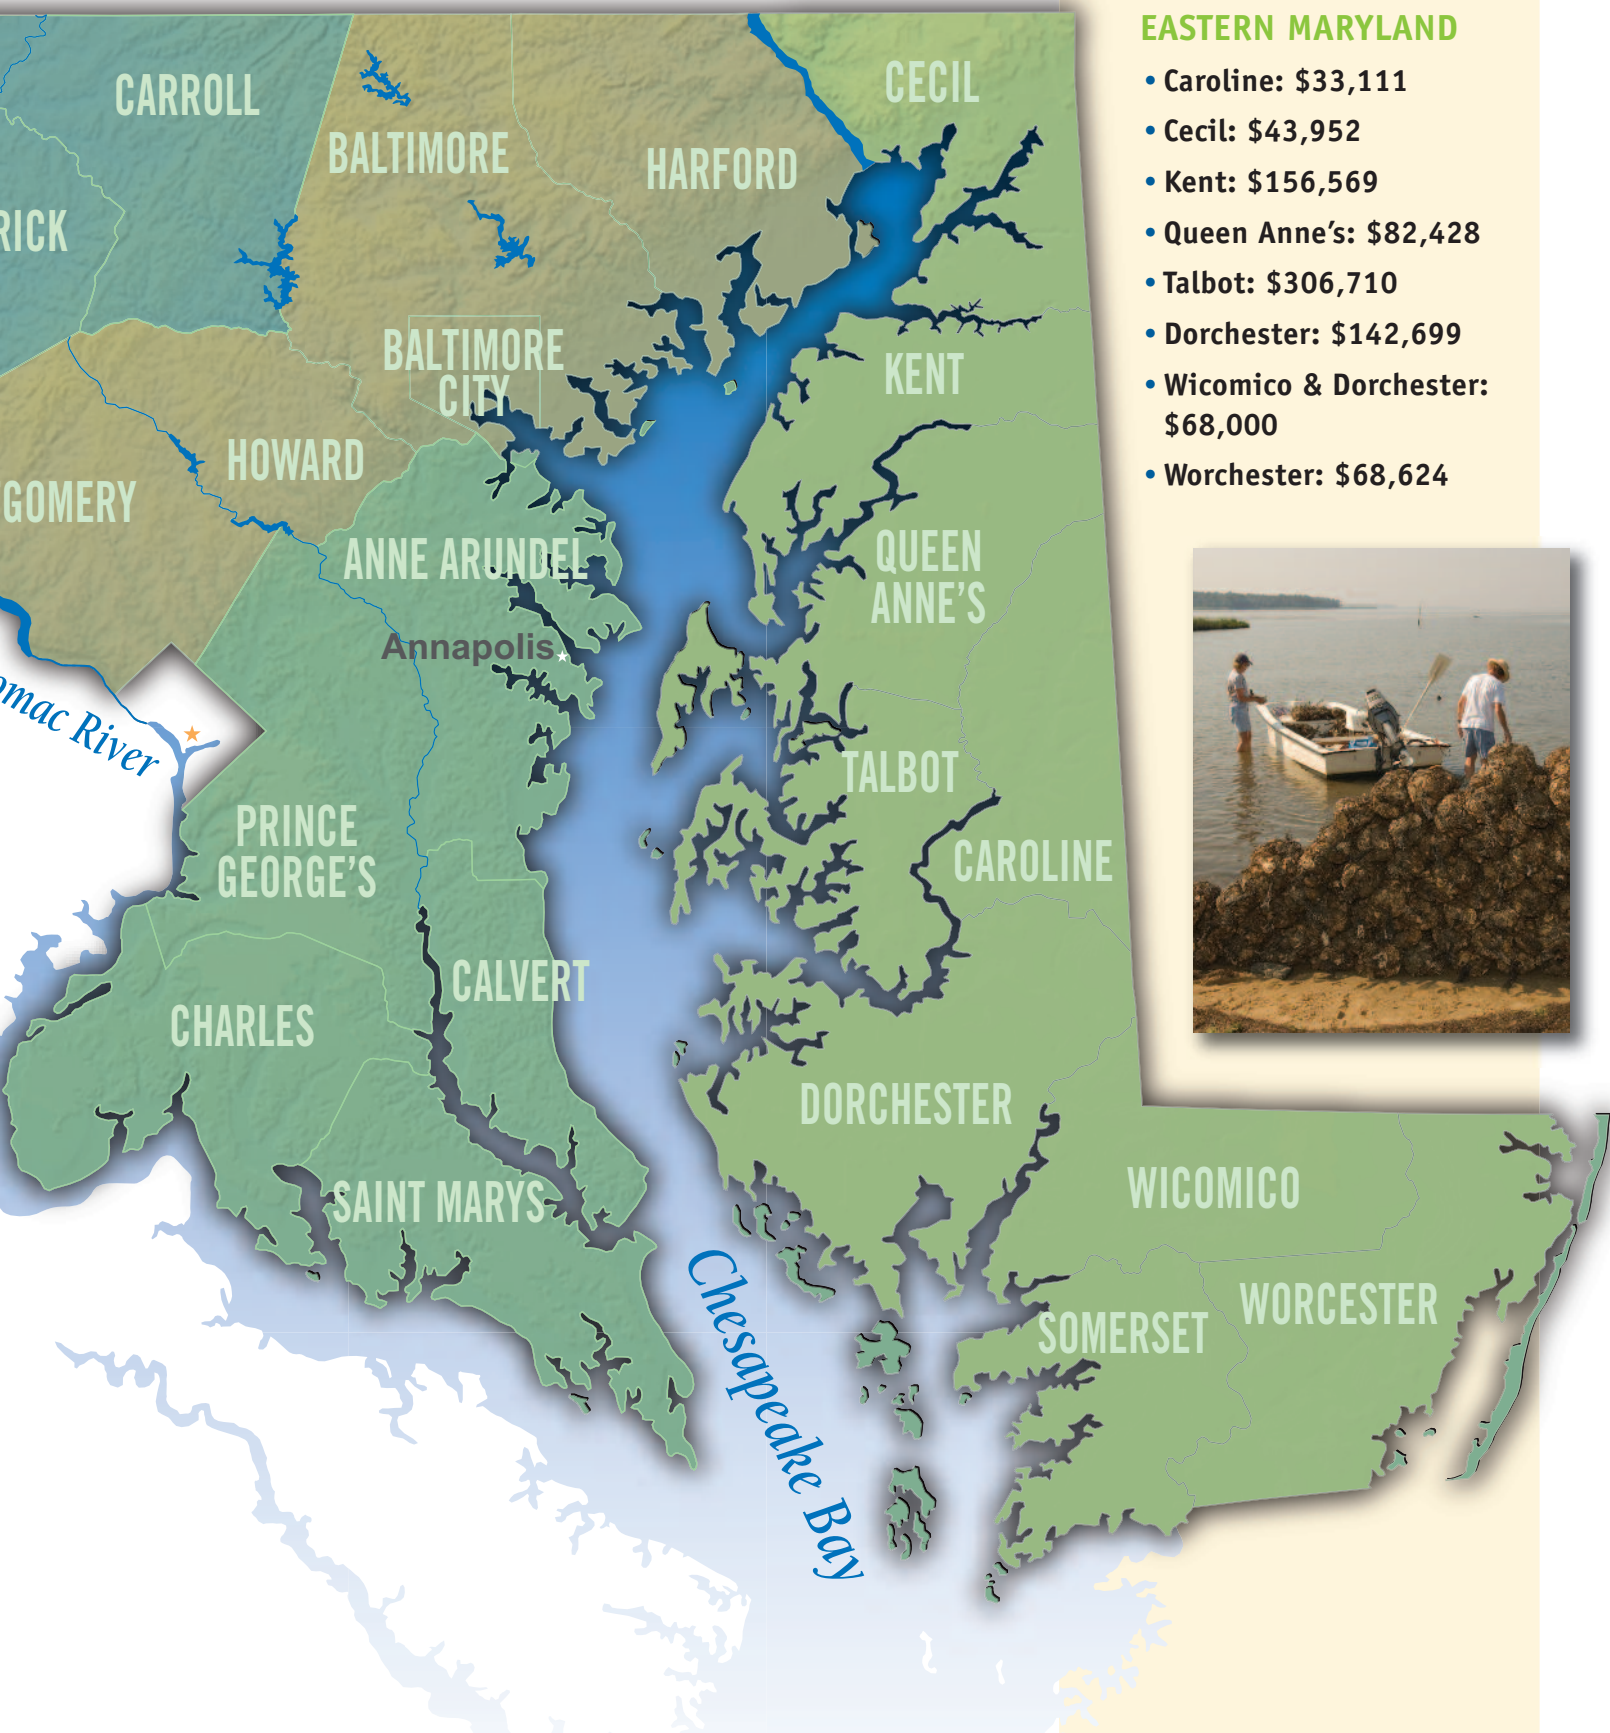 EASTERN MARYLAND
• Caroline: $33,111
• Cecil: $43,952
• Kent: $156,569
• Queen Anne's: $82,428
• Talbot: $306,710
• Dorchester: $142,699
• Wicomico & Dorchester:
$68,000
• Worchester: $68,624
CARROLL
BALTIMORE
HARFORD
CECIL
RICK
BALTIMORE
CITY
KENT
HOWARD
GOMERY
ANNE ARUNDEL
QUEEN
ANNE'S
Annapolis
omac River
TALBOT
PRINCE
GEORGE'S
CAROLINE
CALVERT
CHARLES
DORCHESTER
SAINT MARYS
WICOMICO
Chesapeake Bay
SOMERSET
WORCESTER